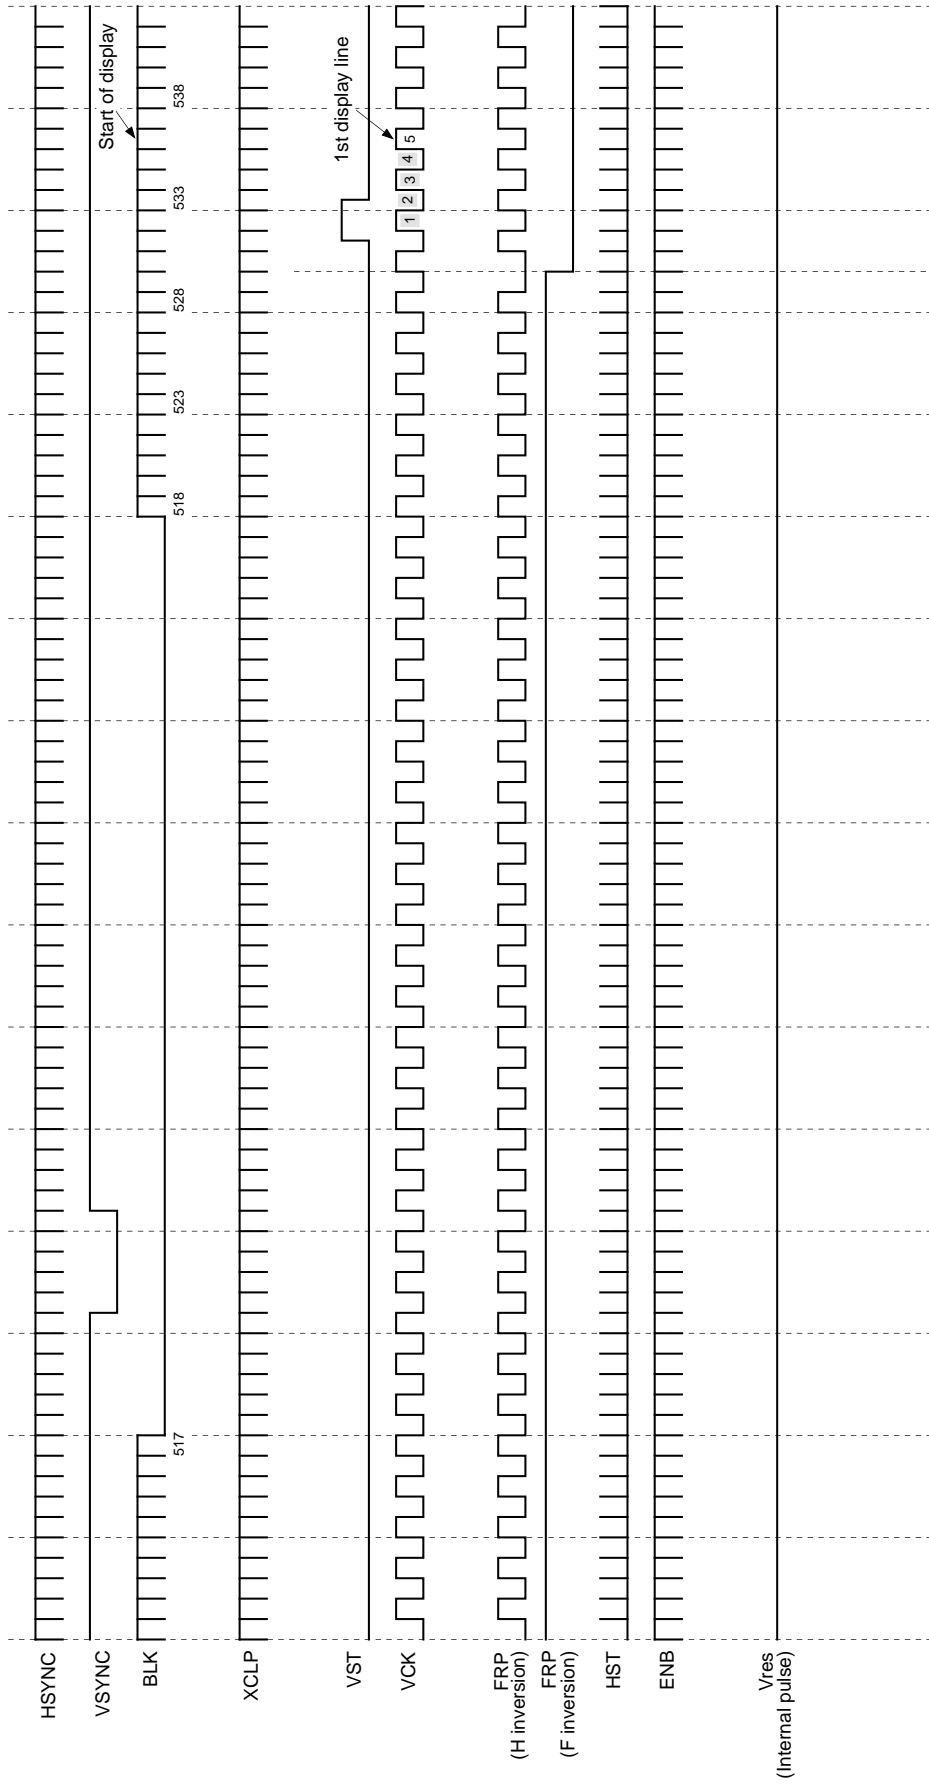 HSYNC
VSYNC
BLK
517
518
523
528
533
538
Start of display
XCLP
VST
1st display line
VCK
1
2
3
4
5
FRP
(H inversion)
FRP
(F inversion)
HST
ENB
Vres
(Internal pulse)